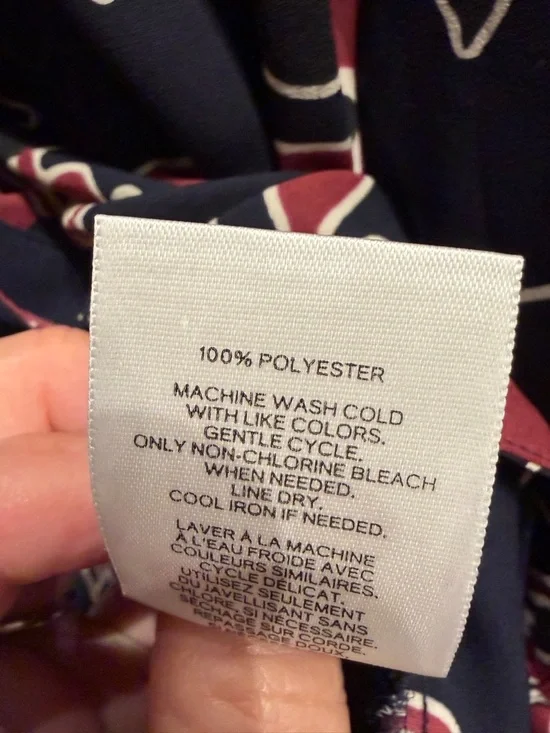 100% POLYESTER
MACHINE WASH COLD
WITH LIKE COLORS.
GENTLE CYCLE.
ONLY NON-CHLORINE BLEACH
WHEN NEEDED.
LINE DRY.
COOL IRON IF NEEDED.
LAVER À LA MACHINE
À L'EAU FROIDE AVEC
COULEURS SIMILAIRES.
CYCLE DÉLICAT.
UTILISEZ SEULEMENT
DU JAVELLISANT SANS
CHLORE, SI NÉCESSAIRE.
SÉCHAGE SUR CORDE.
REPASSAGE DOUX.